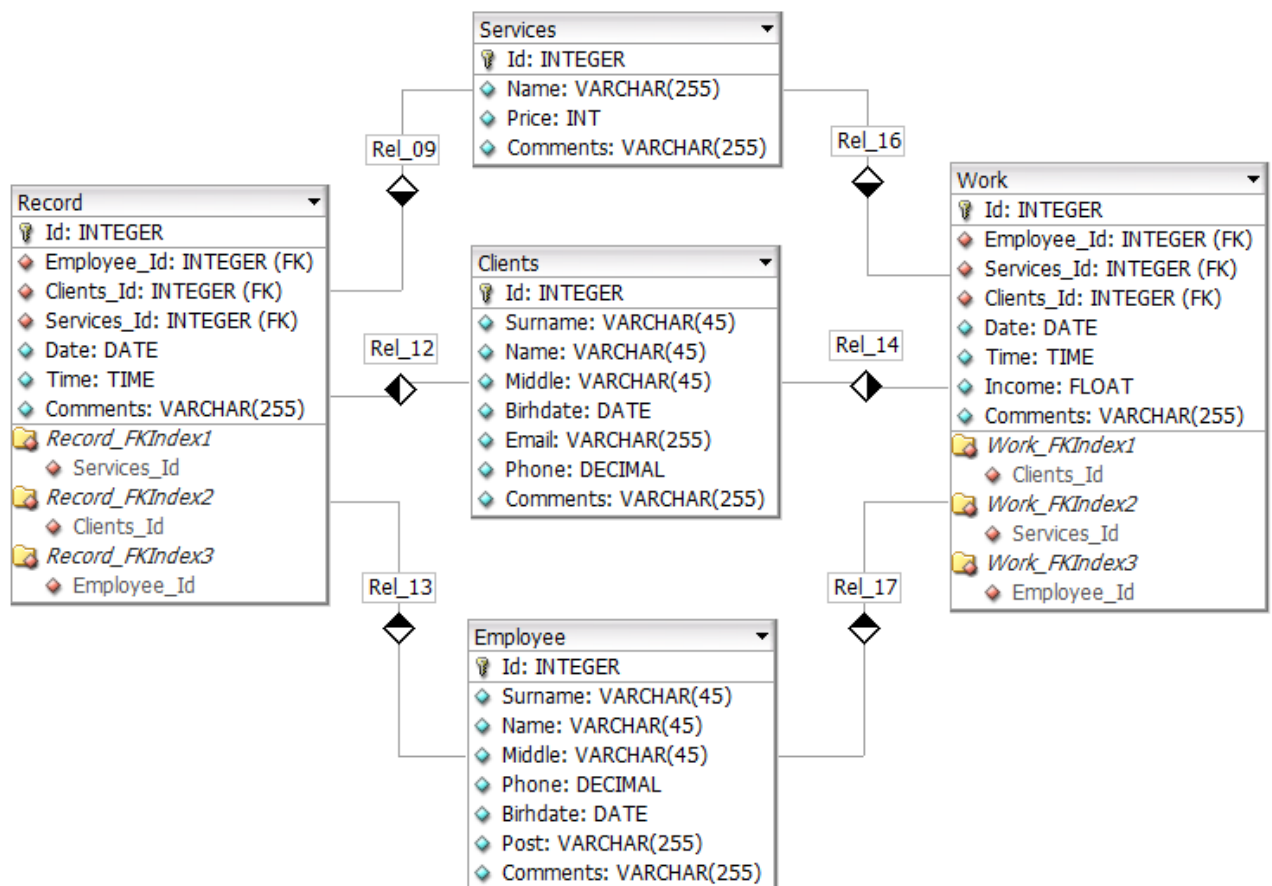 Services
Id: INTEGER
Name: VARCHAR(255)
Price: INT
Comments: VARCHAR(255)
Rel_09
Rel_16
Record
Id: INTEGER
Employee_Id: INTEGER (FK)
Clients_Id: INTEGER (FK)
Services_Id: INTEGER (FK)
Date: DATE
Time: TIME
Comments: VARCHAR(255)
Record_FKIndex1
Services_Id
Record_FKIndex2
Clients_Id
Record_FKIndex3
Employee_Id
Rel_12
Clients
Id: INTEGER
Surname: VARCHAR(45)
Name: VARCHAR(45)
Middle: VARCHAR(45)
Birhdate: DATE
Email: VARCHAR(255)
Phone: DECIMAL
Comments: VARCHAR(255)
Rel_14
Work
Id: INTEGER
Employee_Id: INTEGER (FK)
Services_Id: INTEGER (FK)
Clients_Id: INTEGER (FK)
Date: DATE
Time: TIME
Income: FLOAT
Comments: VARCHAR(255)
Work_FKIndex1
Clients_Id
Work_FKIndex2
Services_Id
Work_FKIndex3
Employee_Id
Rel_13
Rel_17
Employee
Id: INTEGER
Surname: VARCHAR(45)
Name: VARCHAR(45)
Middle: VARCHAR(45)
Phone: DECIMAL
Birhdate: DATE
Post: VARCHAR(255)
Comments: VARCHAR(255)